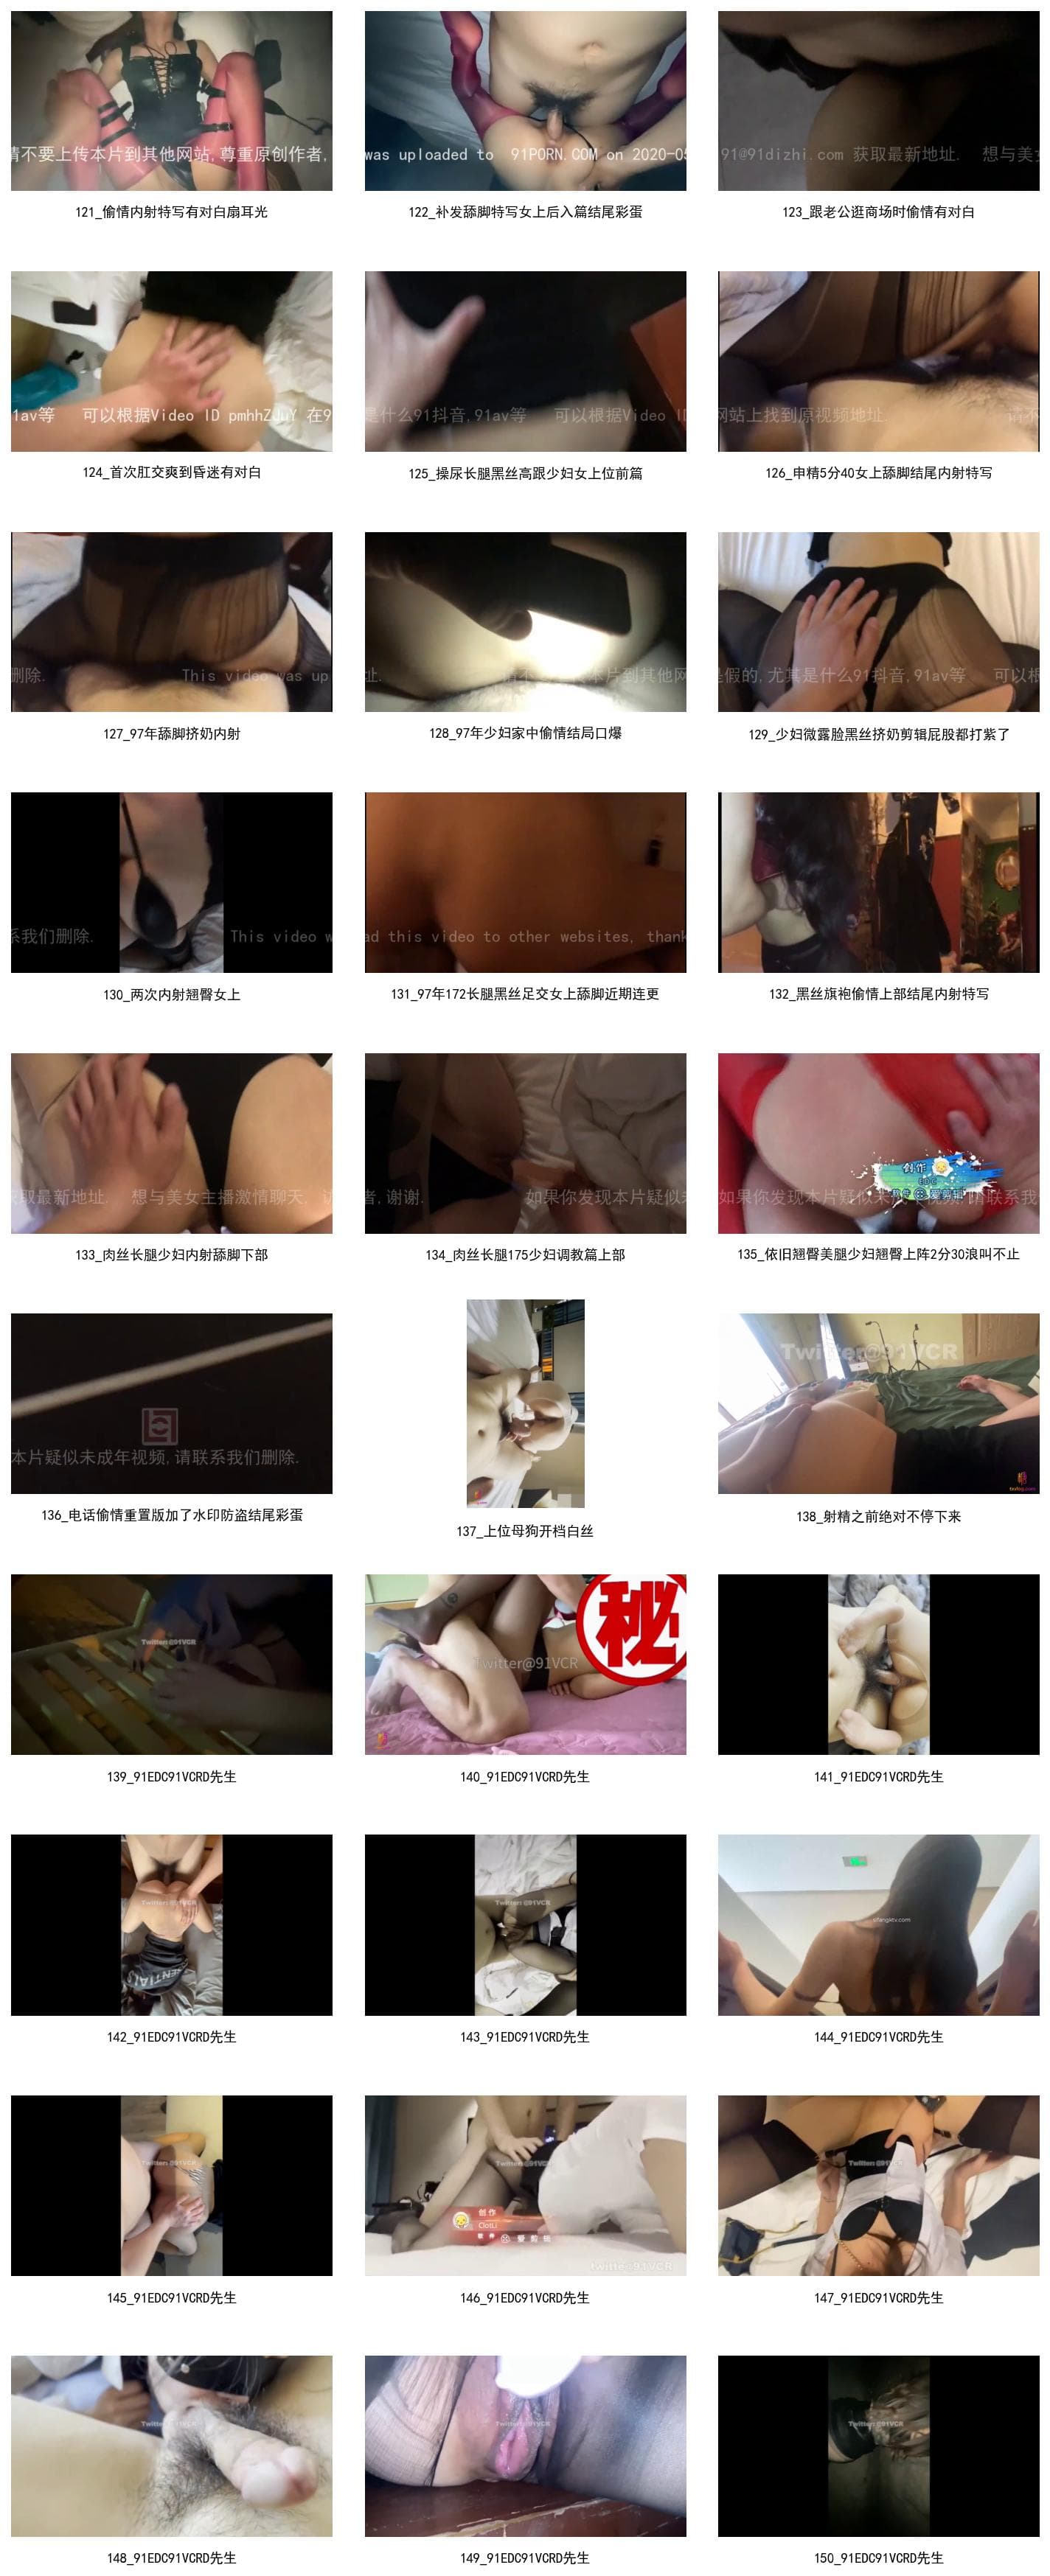 请不要上传本片到其他网站,尊重原创作者,
was uploaded to 91PORN.COM on 2020-05
91@91dizhi.com 获取最新地址. 想与美女
121_偷情内射特写有对白扇耳光
122_补发舔脚特写女上后入篇结尾彩蛋
123_跟老公逛商场时偷情有对白
1av等 可以根据Video ID pmhhZJuY 在9
是什么91抖音,91av等 可以根据Video ID
网站上找到原视频地址. 请不
124_首次肛交爽到昏迷有对白
125_操尿长腿黑丝高跟少妇女上位前篇
126_申精5分40女上舔脚结尾内射特写
删除. This video was up
址. 本片到其他网
是假的,尤其是什么91抖音,91av等 可以根
127_97年舔脚挤奶内射
128_97年少妇家中偷情结局口爆
129_少妇微露脸黑丝挤奶剪辑屁股都打紫了
系我们删除. This video w
ad this video to other websites, thank
130_两次内射翘臀女上
131_97年172长腿黑丝足交女上舔脚近期连更
132_黑丝旗袍偷情上部结尾内射特写
获取最新地址. 想与美女主播激情聊天, 访
者,谢谢. 如果你发现本片疑似未
创作
EDC
爱剪辑
如果你发现本片疑似未成年视频,请联系我
133_肉丝长腿少妇内射舔脚下部
134_肉丝长腿175少妇调教篇上部
135_依旧翘臀美腿少妇翘臀上阵2分30浪叫不止
本片疑似未成年视频,请联系我们删除.
Twitter@91VCR
136_电话偷情重置版加了水印防盗结尾彩蛋
137_上位母狗开档白丝
138_射精之前绝对不停下来
Twitter:@91VCR
秘
Twitter@91VCR
139_91EDC91VCRD先生
140_91EDC91VCRD先生
141_91EDC91VCRD先生
Twitter:@91VCR
ENTIALS
Twitter:@91VCR
142_91EDC91VCRD先生
143_91EDC91VCRD先生
144_91EDC91VCRD先生
Twitter:@91VCR
Twitter:@91VCR
创作
ClotLi
软件
爱剪辑
twitter@91VCR
Twitter:@91VCR
145_91EDC91VCRD先生
146_91EDC91VCRD先生
147_91EDC91VCRD先生
Twitter:@91VCR
Twitter:@91VCR
Twitter:@91VCR
148_91EDC91VCRD先生
149_91EDC91VCRD先生
150_91EDC91VCRD先生